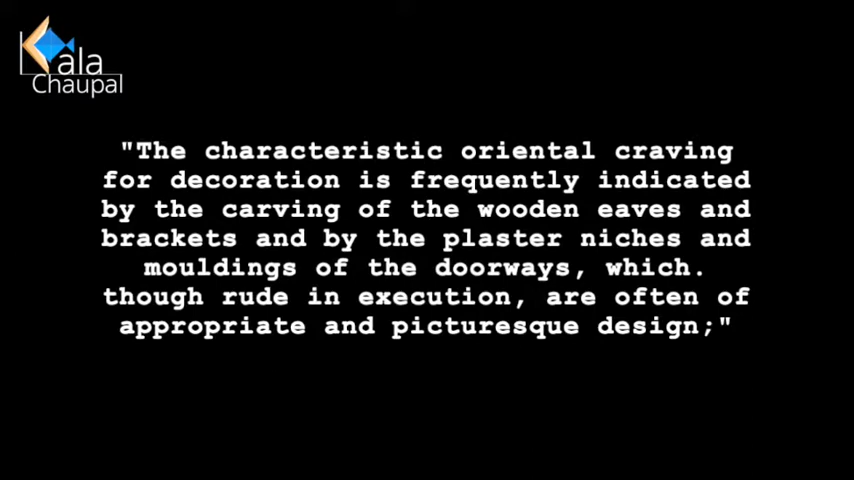 Kala
Chaupal
"The characteristic oriental craving
for decoration is frequently indicated
by the carving of the wooden eaves and
brackets and by the plaster niches and
mouldings of the doorways, which.
though rude in execution, are often of
appropriate and picturesque design;"